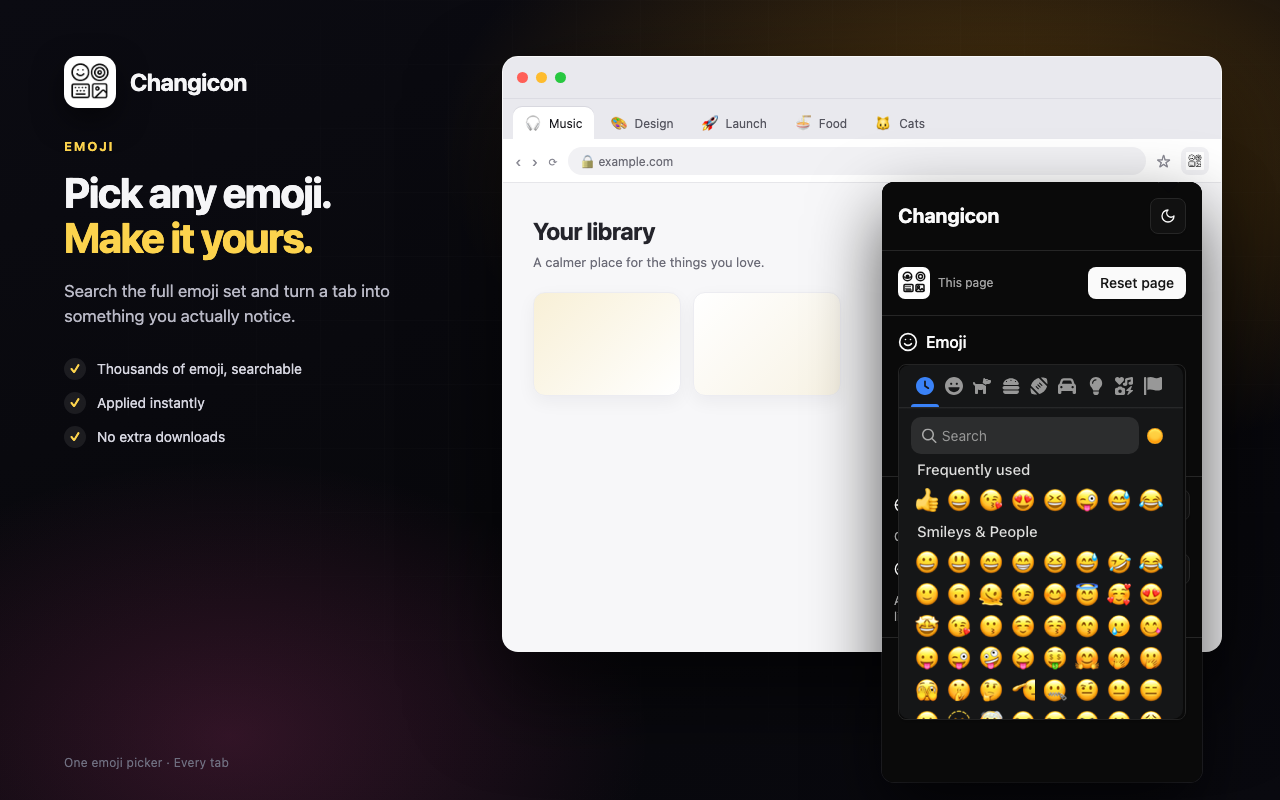 Changicon
EMOJI
Pick any emoji.
Make it yours.
Search the full emoji set and turn a tab into
something you actually notice.
Thousands of emoji, searchable
Applied instantly
No extra downloads
One emoji picker · Every tab
Music
Design
Launch
Food
Cats
example.com
Your library
A calmer place for the things you love.
Changicon
This page
Reset page
Emoji
Search
Frequently used
Smileys & People